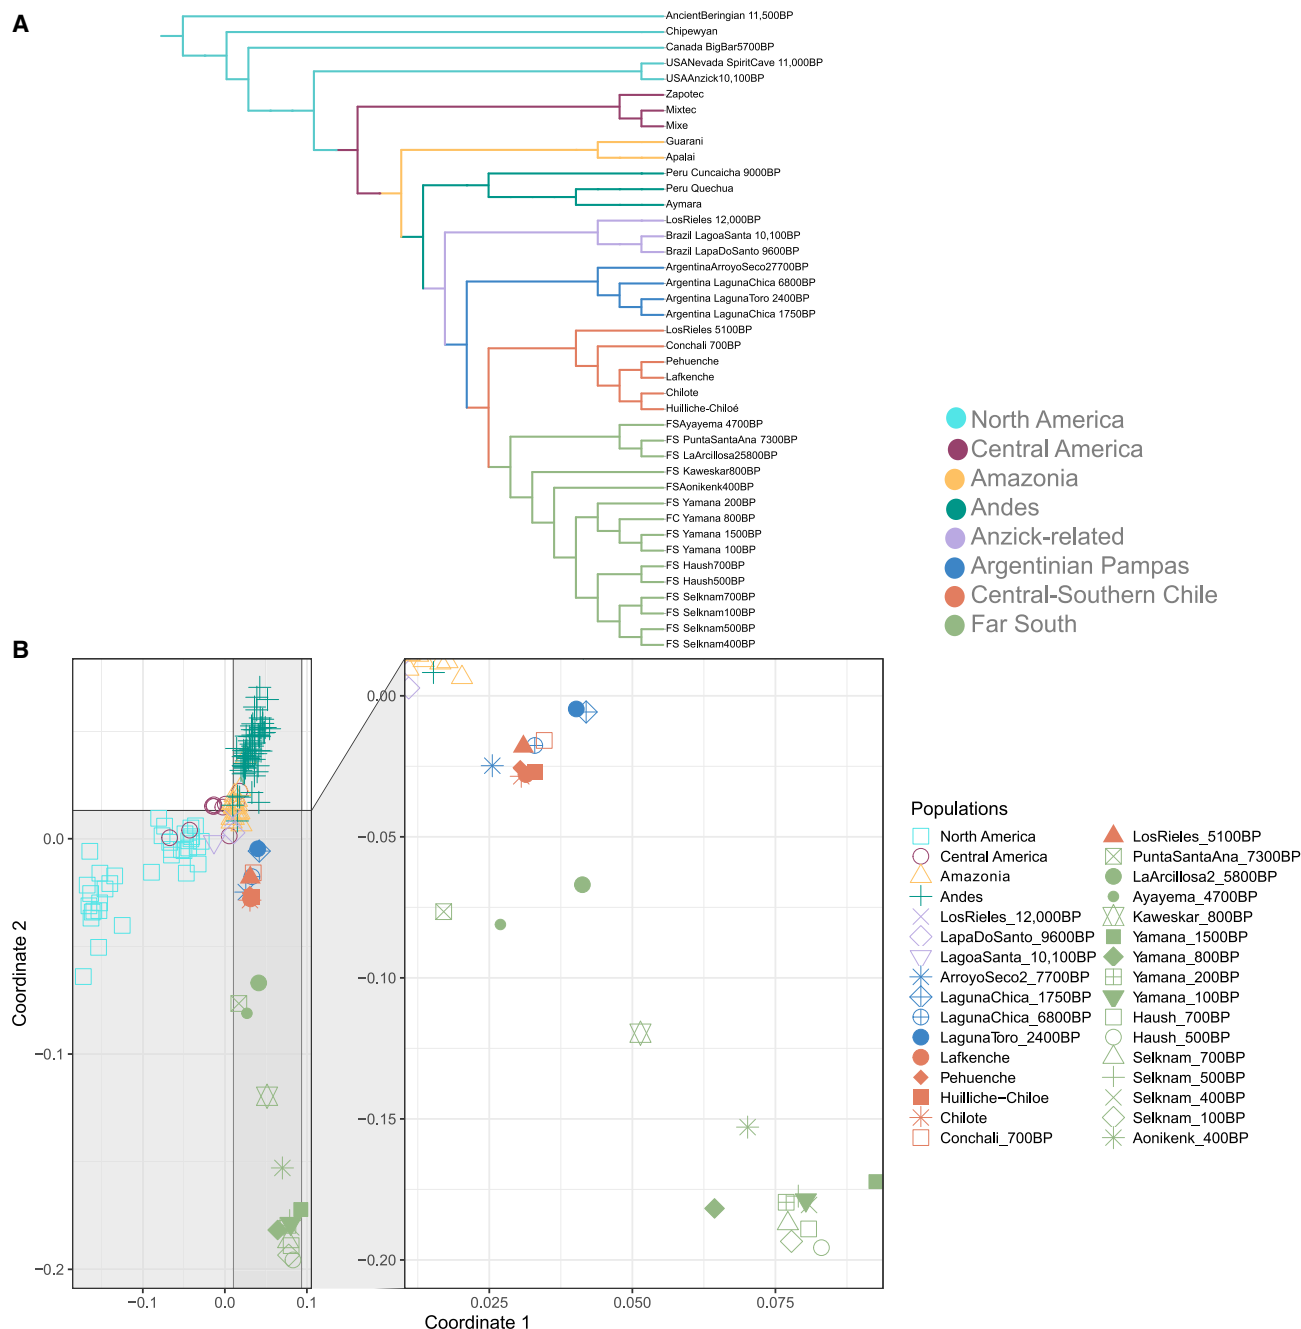 A
AncientBeringian 11,500BP
Chipewyan
Canada BigBar5700BP
USANevada SpiritCave 11,000BP
USAAnzick10,100BP
Zapotec
Mixtec
Mixe
Guarani
Apalai
Peru Cuncaicha 9000BP
Peru Quechua
Aymara
LosRieles 12,000BP
Brazil LagoaSanta 10,100BP
Brazil LapaDoSanto 9600BP
ArgentinaArroyoSeco27700BP
Argentina LagunaChica 6800BP
Argentina LagunaToro 2400BP
Argentina LagunaChica 1750BP
LosRieles 5100BP
Conchali 700BP
Pehuenche
Lafkenche
Chilote
Huilliche-Chiloé
FSAyayema 4700BP
FS PuntaSantaAna 7300BP
FS LaArcillosa25800BP
FS Kaweskar800BP
FSAonikenk400BP
FS Yamana 200BP
FC Yamana 800BP
FS Yamana 1500BP
FS Yamana 100BP
FS Haush700BP
FS Haush500BP
FS Selknam700BP
FS Selknam100BP
FS Selknam500BP
FS Selknam400BP
North America
Central America
Amazonia
Andes
Anzick-related
Argentinian Pampas
Central-Southern Chile
Far South
B
Coordinate 2
0.0
−0.1
−0.2
−0.1
0.0
0.1
0.00
−0.05
−0.10
−0.15
−0.20
0.025
0.050
0.075
Coordinate 1
Populations
North America
Central America
Amazonia
Andes
LosRieles_12,000BP
LapaDoSanto_9600BP
LagoaSanta_10,100BP
ArroyoSeco2_7700BP
LagunaChica_1750BP
LagunaChica_6800BP
LagunaToro_2400BP
Lafkenche
Pehuenche
Huilliche−Chiloe
Chilote
Conchali_700BP
LosRieles_5100BP
PuntaSantaAna_7300BP
LaArcillosa2_5800BP
Ayayema_4700BP
Kaweskar_800BP
Yamana_1500BP
Yamana_800BP
Yamana_200BP
Yamana_100BP
Haush_700BP
Haush_500BP
Selknam_700BP
Selknam_500BP
Selknam_400BP
Selknam_100BP
Aonikenk_400BP